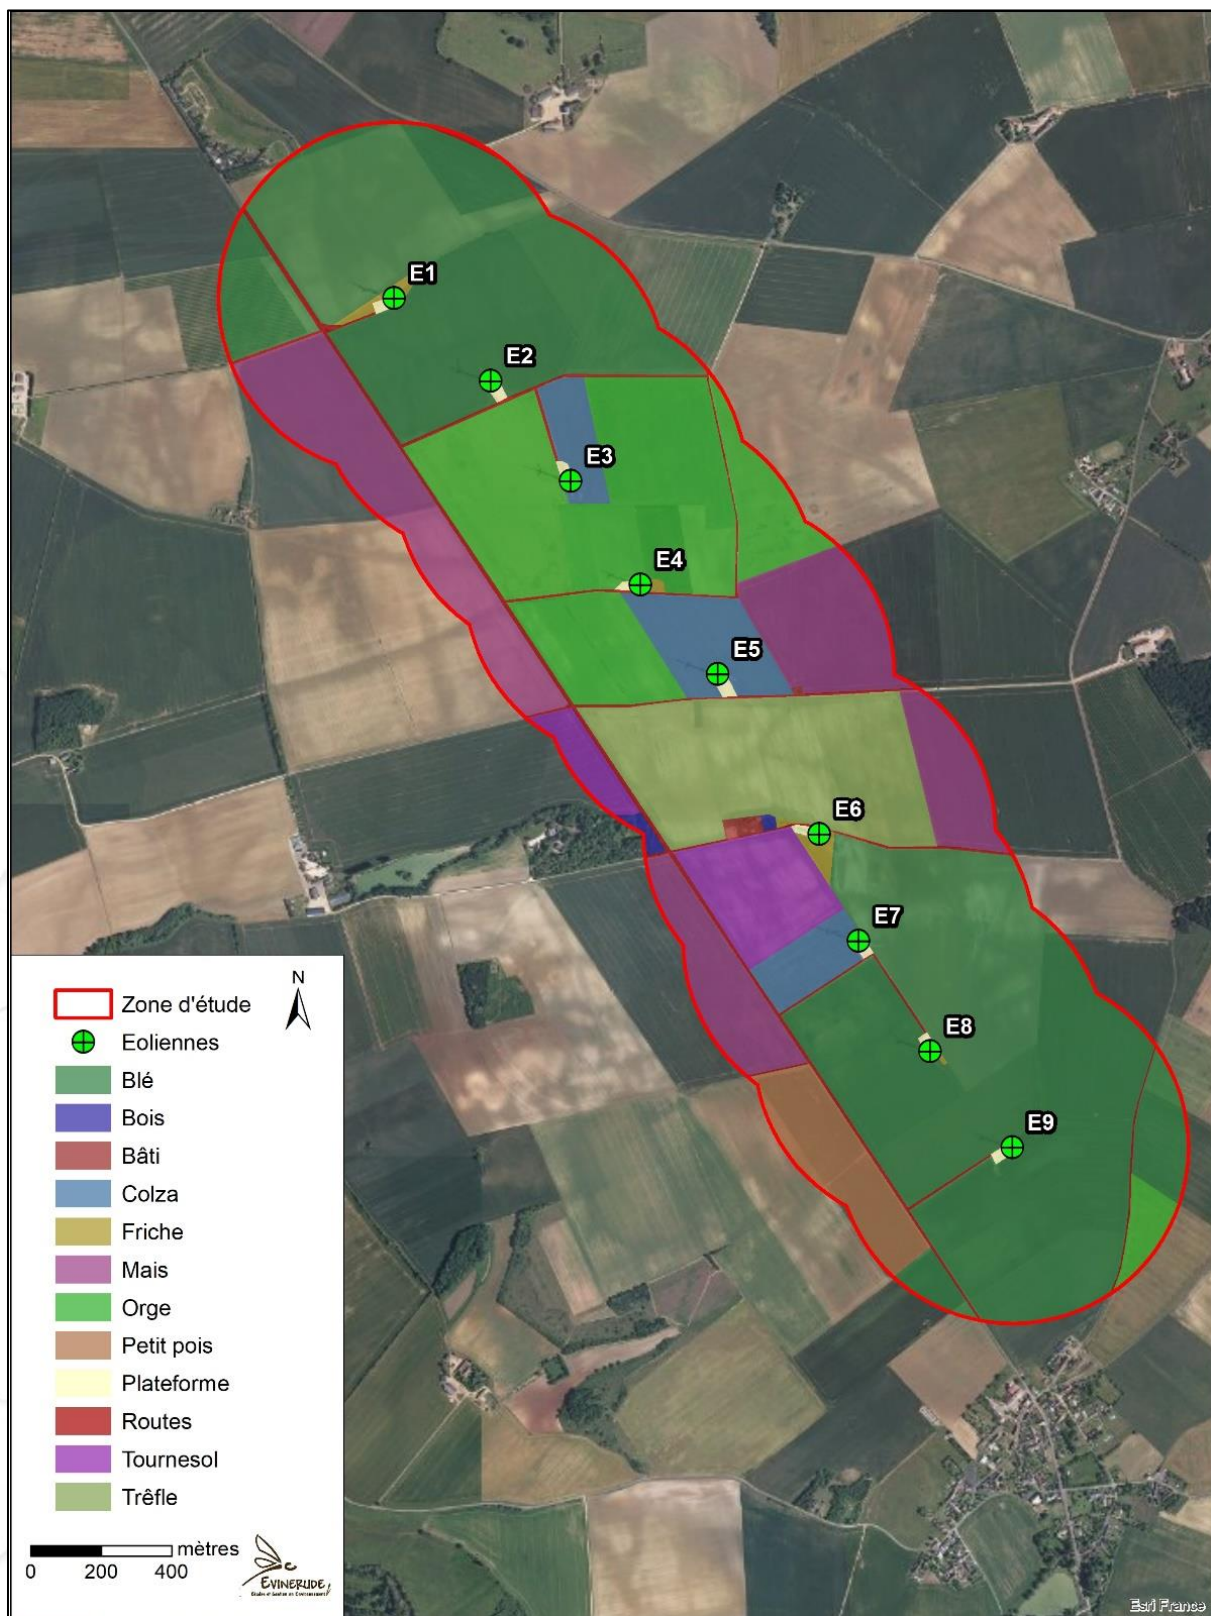 E1
E2
E3
E4
E5
E6
E7
E8
E9
N
Zone d'étude
Eoliennes
Blé
Bois
Bâti
Colza
Friche
Mais
Orge
Petit pois
Plateforme
Routes
Tournesol
Trêfle
mètres
0 200 400
EVINERUDE
Esri France